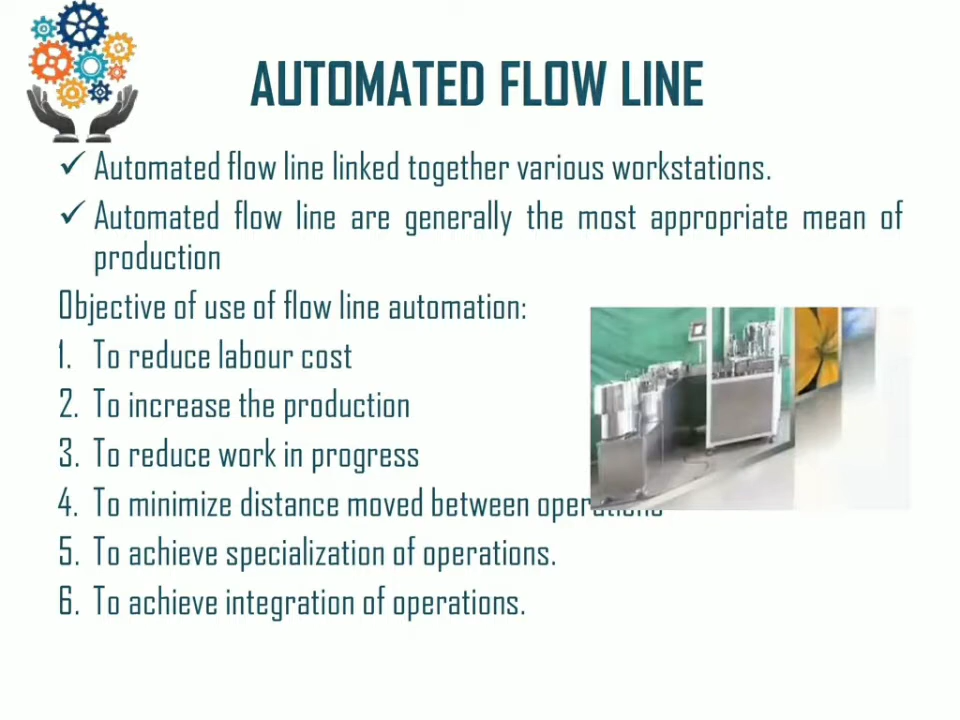 AUTOMATED FLOW LINE
✓ Automated flow line linked together various workstations.
✓ Automated flow line are generally the most appropriate mean of
production
Objective of use of flow line automation:
1. To reduce labour cost
2. To increase the production
3. To reduce work in progress
4. To minimize distance moved between operations
5. To achieve specialization of operations.
6. To achieve integration of operations.